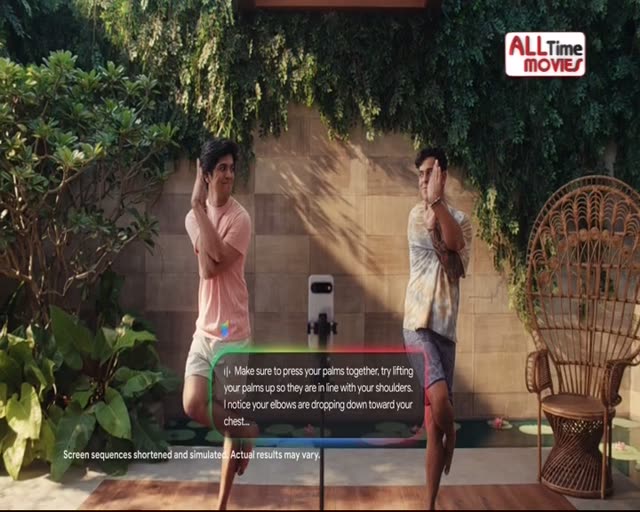 ALL Time
MOVIES
Make sure to press your palms together, try lifting
your palms up so they are in line with your shoulders.
I notice your elbows are dropping down toward your
chest...
Screen sequences shortened and simulated. Actual results may vary.